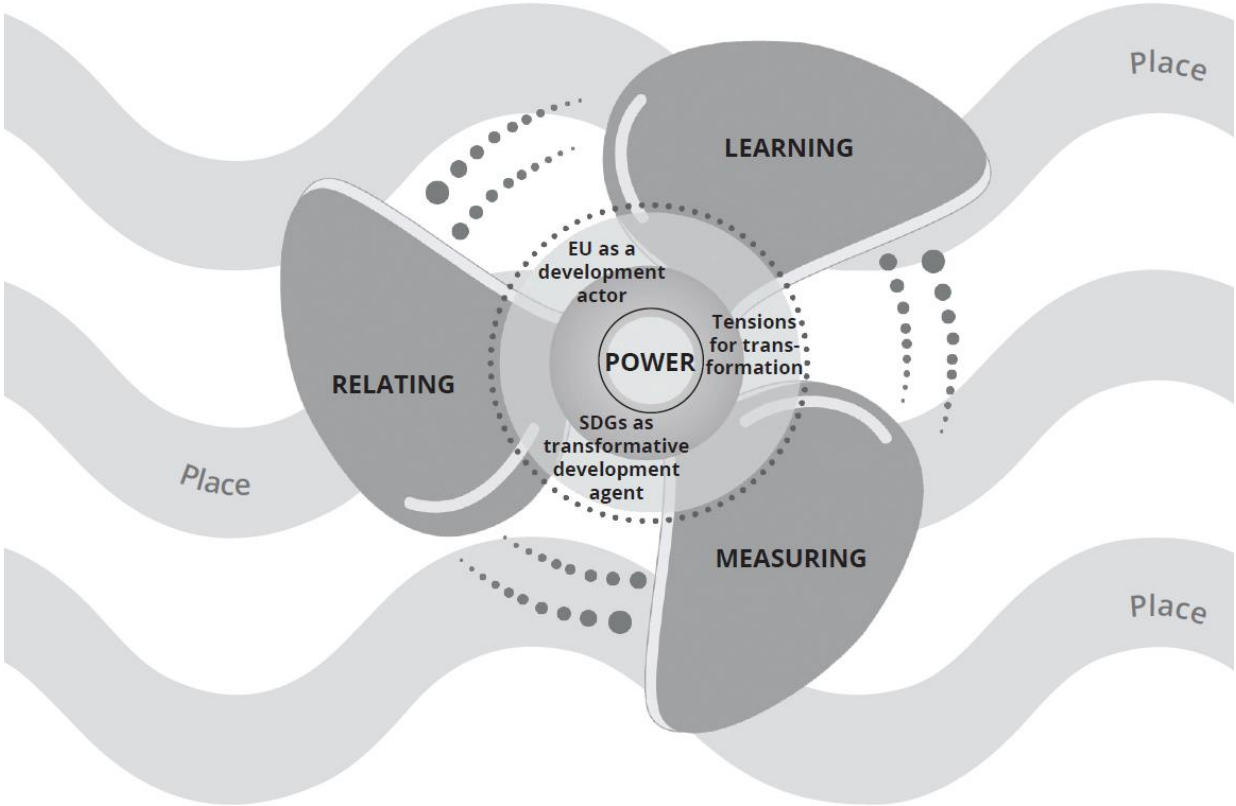 Place
LEARNING
EU as a
development
actor
Tensions
for trans-
formation
POWER
RELATING
SDGs as
transformative
development
agent
Place
MEASURING
Place